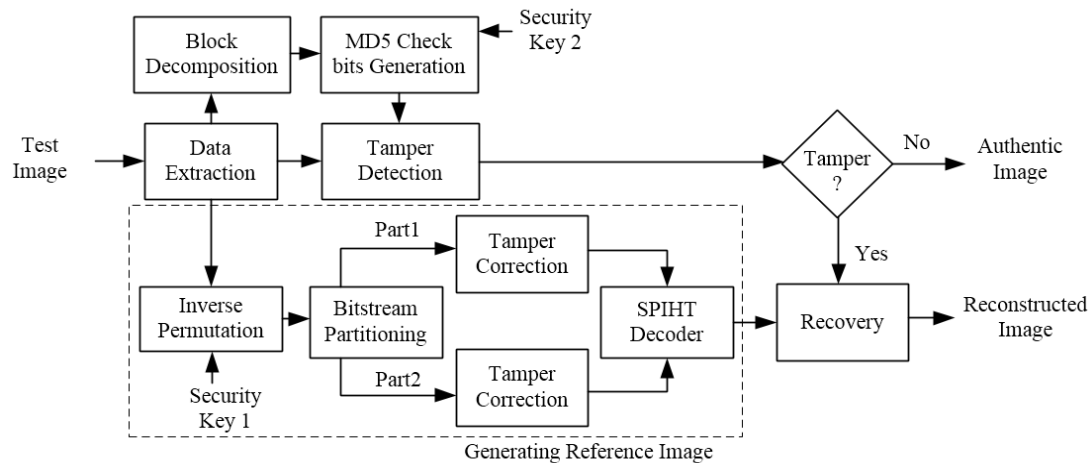 Block
Decomposition
MD5 Check
bits Generation
Security
Key 2
Test
Image
Data
Extraction
Tamper
Detection
Tamper
?
No
Authentic
Image
Part1
Tamper
Correction
Yes
Inverse
Permutation
Bitstream
Partitioning
SPIHT
Decoder
Recovery
Reconstructed
Image
Part2
Tamper
Correction
Security
Key 1
Generating Reference Image